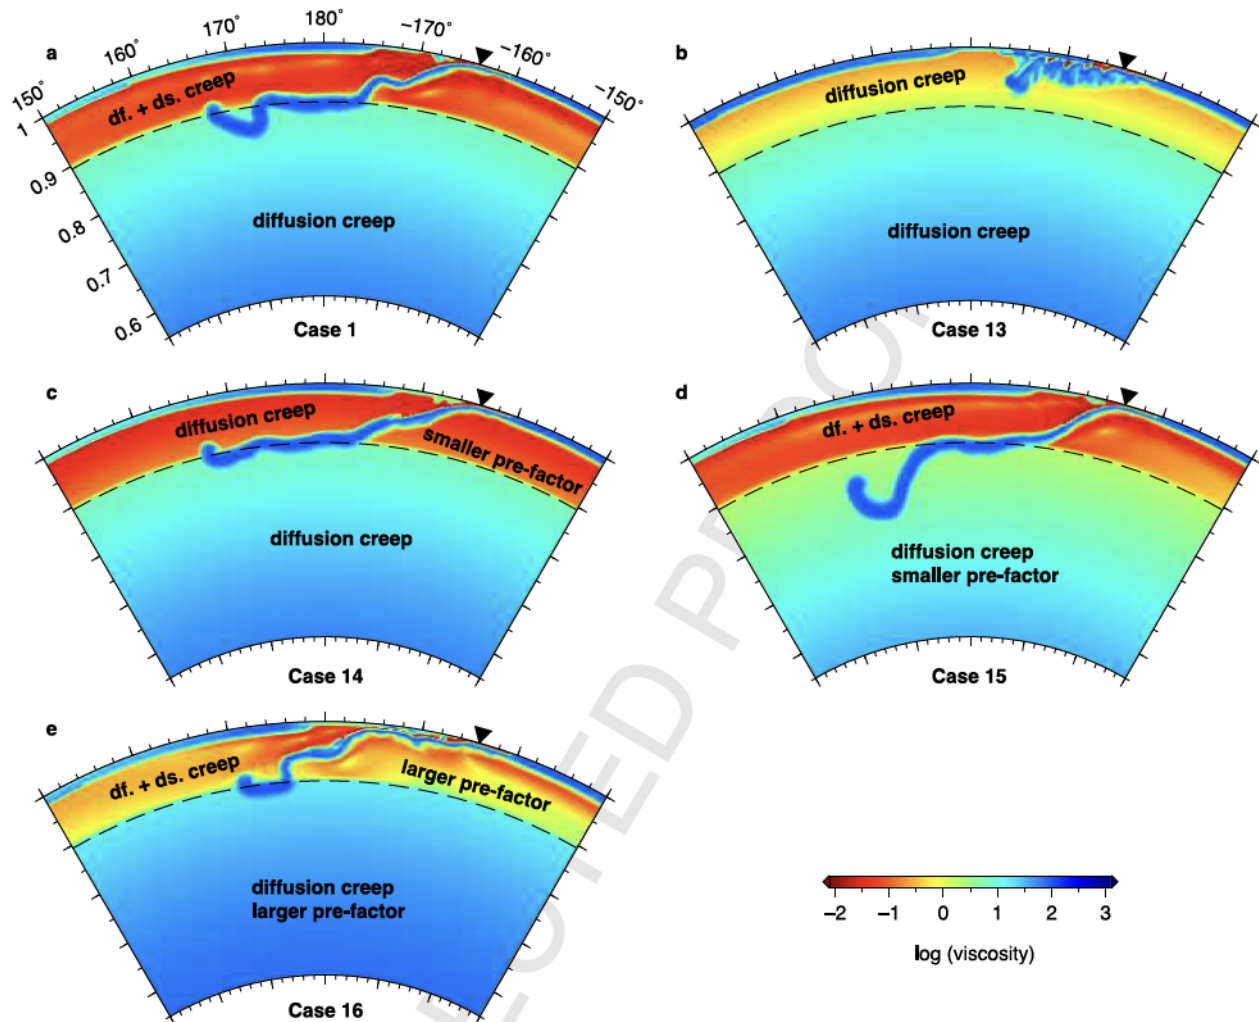 a
150°
160°
170°
180°
−170°
−160°
−150°
1
0.9
0.8
0.7
0.6
df. + ds. creep
diffusion creep
Case 1
b
diffusion creep
diffusion creep
Case 13
c
diffusion creep
smaller pre-factor
diffusion creep
Case 14
d
df. + ds. creep
diffusion creep
smaller pre-factor
Case 15
e
df. + ds. creep
larger pre-factor
diffusion creep
larger pre-factor
Case 16
−2 −1 0 1 2 3
log (viscosity)